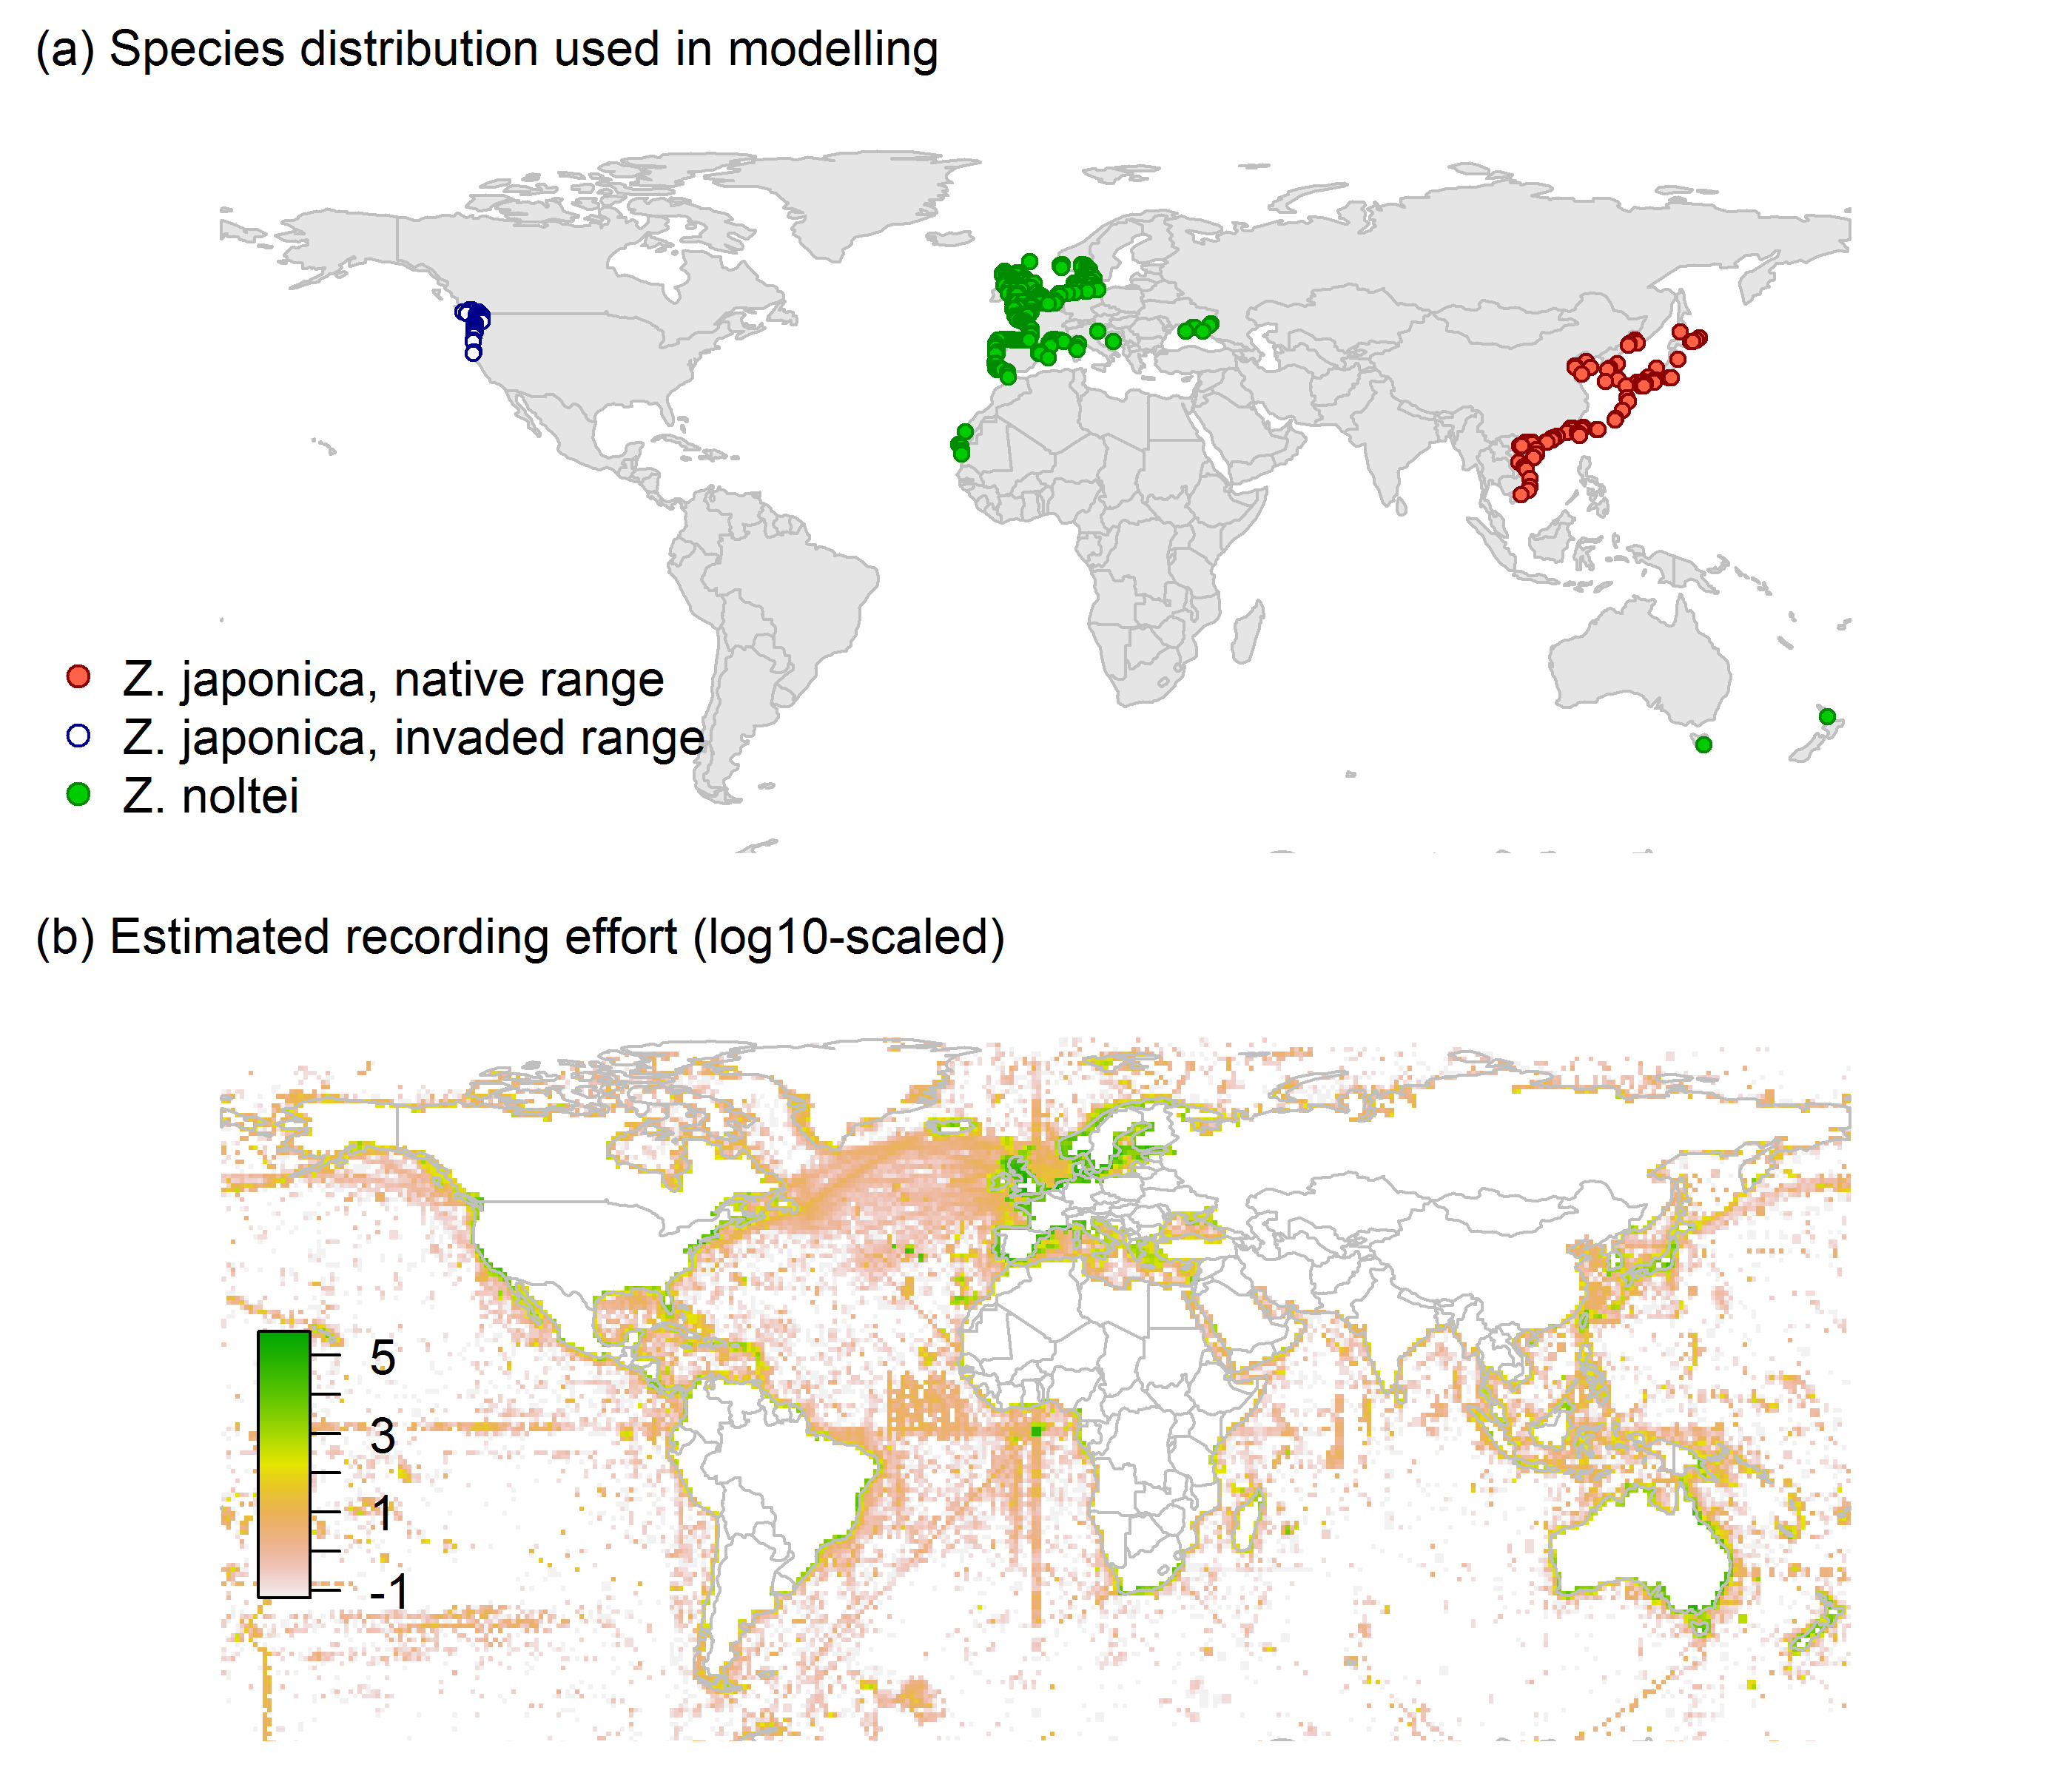 (a) Species distribution used in modelling
Z. japonica, native range
Z. japonica, invaded range
Z. noltei
(b) Estimated recording effort (log10-scaled)
5
3
1
-1